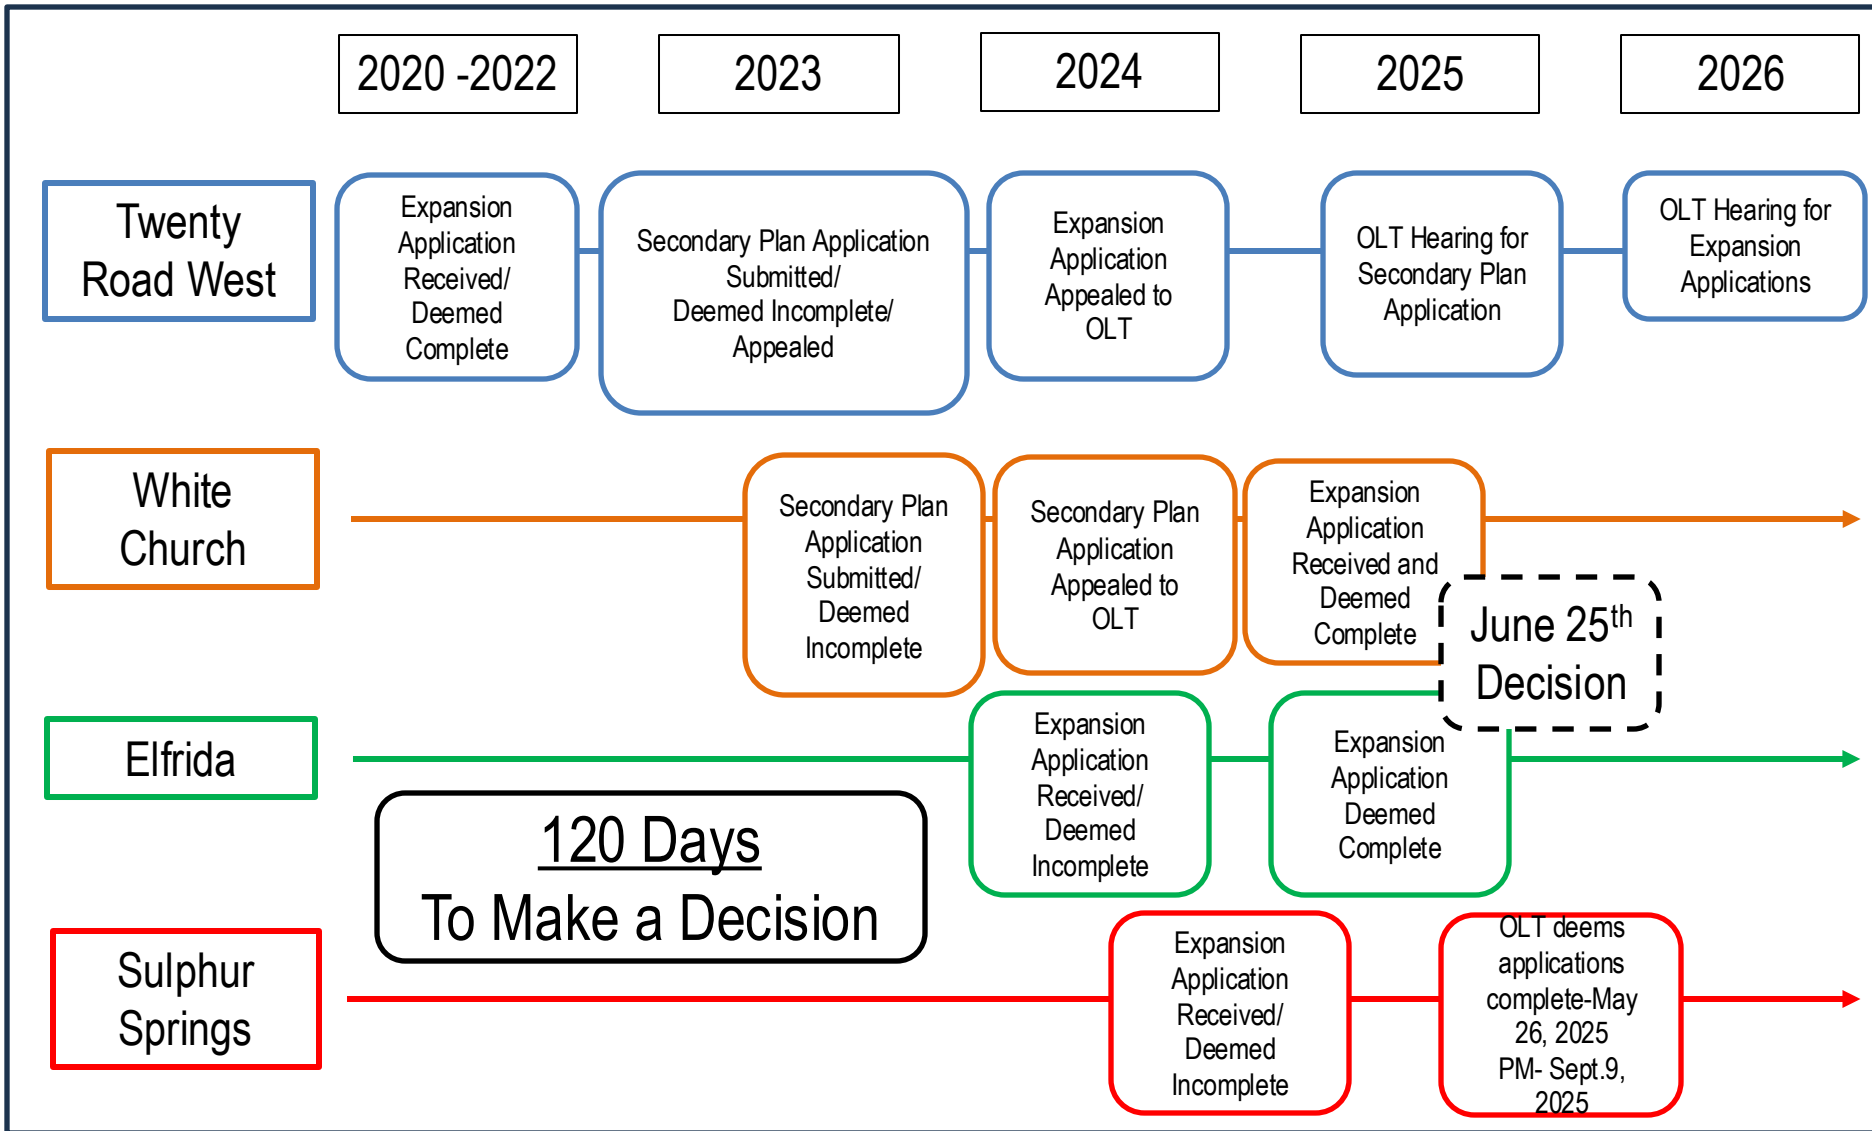 2020 -2022
2023
2024
2025
2026
Twenty
Road West
Expansion
Application
Received/
Deemed
Complete
Secondary Plan Application
Submitted/
Deemed Incomplete/
Appealed
Expansion
Application
Appealed to
OLT
OLT Hearing for
Secondary Plan
Application
OLT Hearing for
Expansion
Applications
White
Church
Secondary Plan
Application
Submitted/
Deemed
Incomplete
Secondary Plan
Application
Appealed to
OLT
Expansion
Application
Received and
Deemed
Complete
June 25th
Decision
Elfrida
Expansion
Application
Received/
Deemed
Incomplete
Expansion
Application
Deemed
Complete
120 Days
To Make a Decision
Sulphur
Springs
Expansion
Application
Received/
Deemed
Incomplete
OLT deems
applications
complete-May
26, 2025
PM- Sept.9,
2025